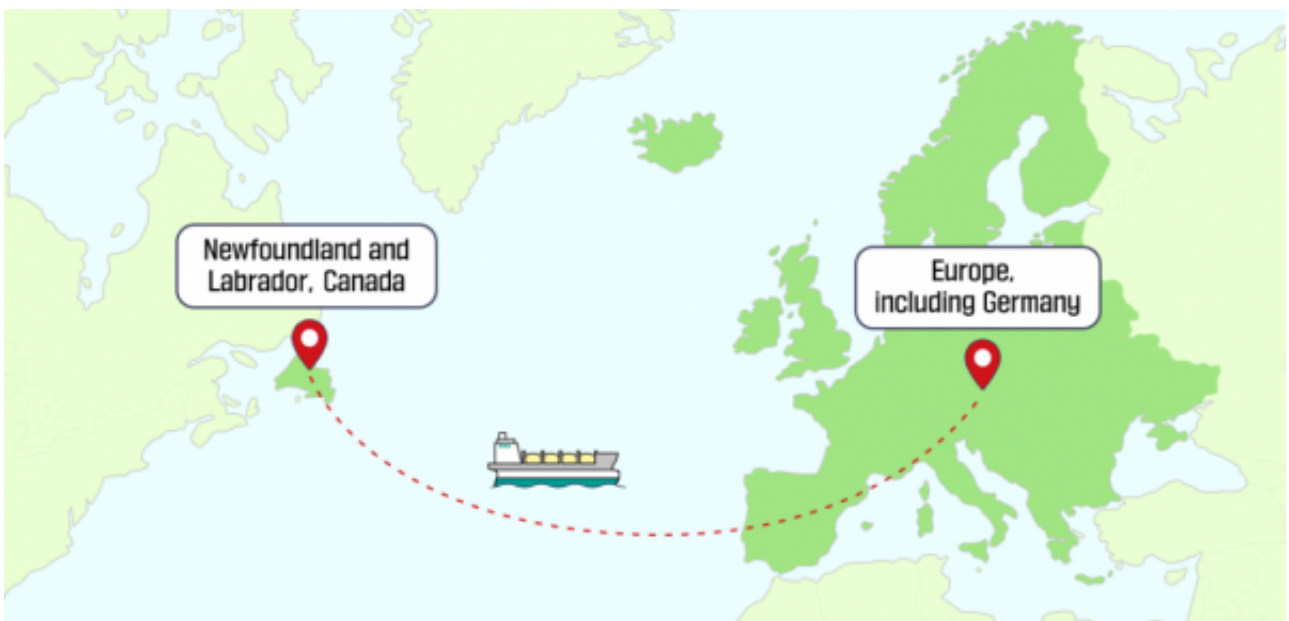 Newfoundland and
Labrador, Canada
Europe,
including Germany